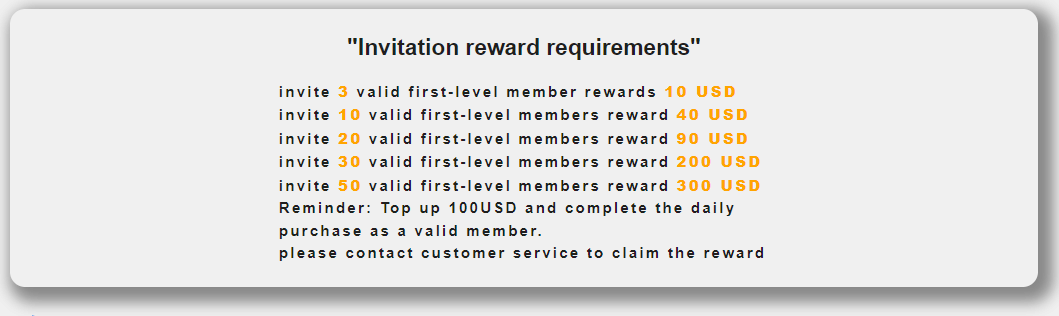 "Invitation reward requirements"
invite 3 valid first-level member rewards 10 USD
invite 10 valid first-level members reward 40 USD
invite 20 valid first-level members reward 90 USD
invite 30 valid first-level members reward 200 USD
invite 50 valid first-level members reward 300 USD
Reminder: Top up 100USD and complete the daily
purchase as a valid member.
please contact customer service to claim the reward